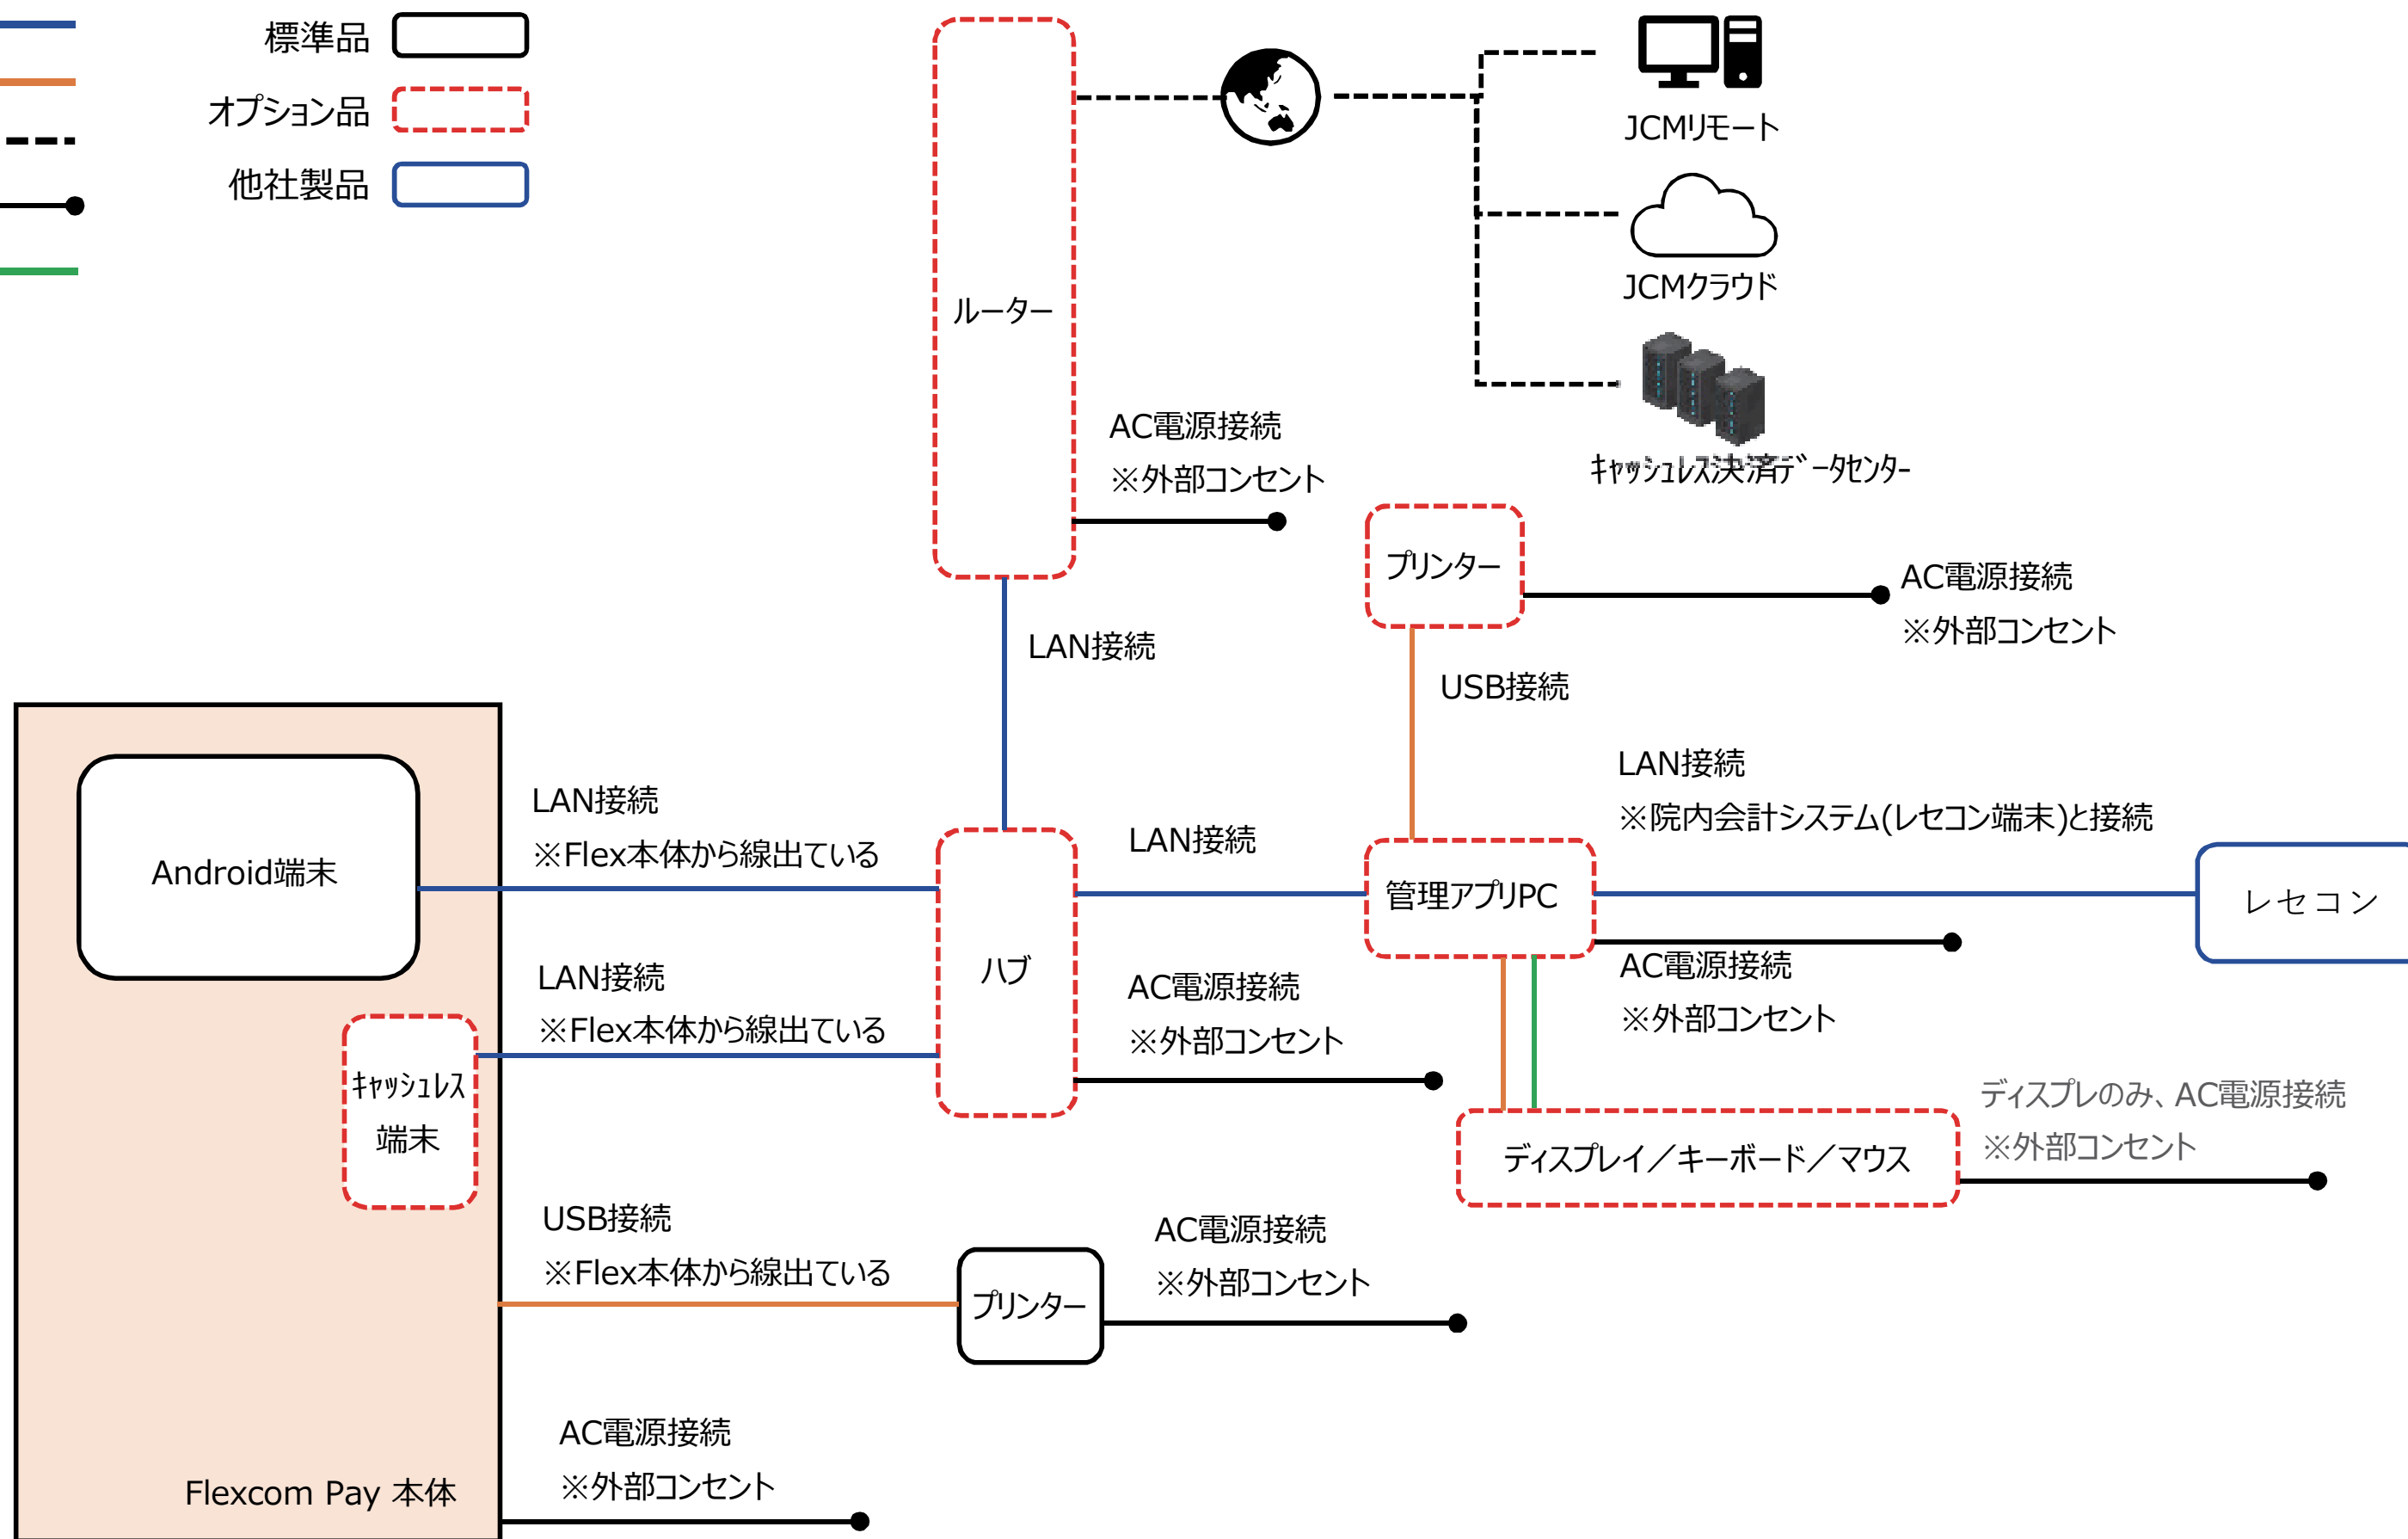 標準品
オプション品
他社製品
JCMリモート
JCMクラウド
キャッシュレス決済データセンター
ルーター
AC電源接続
※外部コンセント
プリンター
AC電源接続
※外部コンセント
LAN接続
USB接続
Android端末
LAN接続
※Flex本体から線出ている
ハブ
LAN接続
管理アプリPC
LAN接続
※院内会計システム(レセコン端末)と接続
レセコン
AC電源接続
※外部コンセント
キャッシュレス
端末
LAN接続
※Flex本体から線出ている
AC電源接続
※外部コンセント
ディスプレイ／キーボード／マウス
ディスプレのみ、AC電源接続
※外部コンセント
USB接続
※Flex本体から線出ている
プリンター
AC電源接続
※外部コンセント
AC電源接続
※外部コンセント
Flexcom Pay 本体